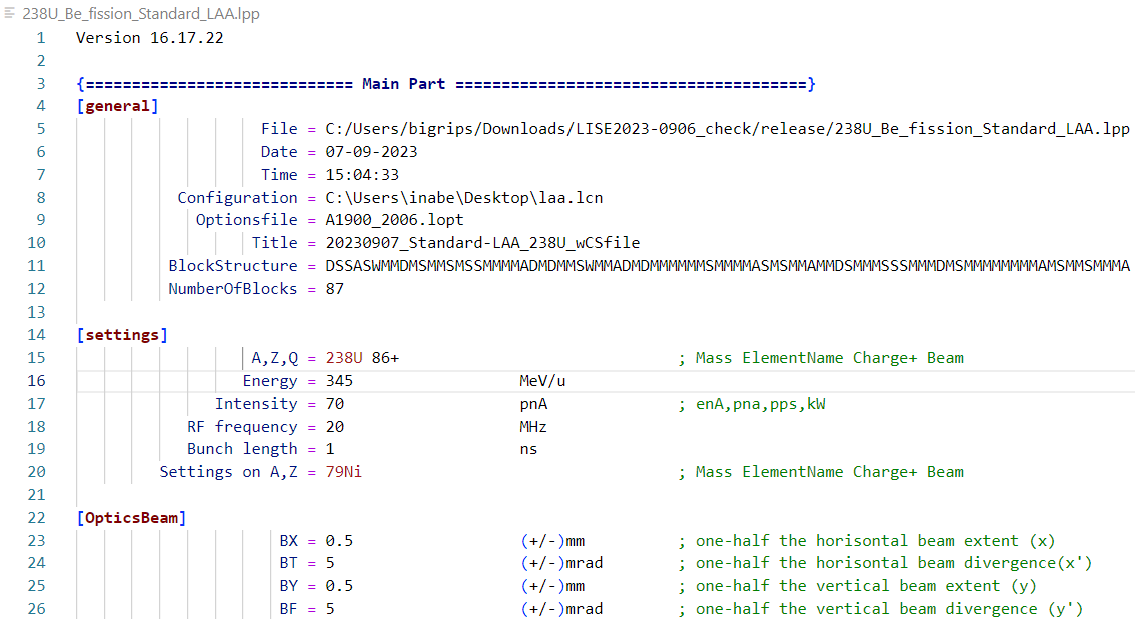 238U_Be_fission_Standard_LAA.lpp
1 Version 16.17.22
2
3 {============================= Main Part ======================================}
4 [general]
5 File = C:/Users/bigrips/Downloads/LISE2023-0906_check/release/238U_Be_fission_Standard_LAA.lpp
6 Date = 07-09-2023
7 Time = 15:04:33
8 Configuration = C:\Users\inabe\Desktop\laa.lcn
9 Optionsfile = A1900_2006.lopt
10 Title = 20230907_Standard-LAA_238U_wCSfile
11 BlockStructure = DSSASWMMDMSMMSMSSMMMMADMDMMSWMMADMDMMMMMMSMMMMASMSMMAMMDSMMMSSSMMMDMSMMMMMMMMAMSMMSMMMA
12 NumberOfBlocks = 87
13
14 [settings]
15 A,Z,Q = 238U 86+ ; Mass ElementName Charge+ Beam
16 Energy = 345 MeV/u
17 Intensity = 70 pnA ; enA,pna,pps,kW
18 RF frequency = 20 MHz
19 Bunch length = 1 ns
20 Settings on A,Z = 79Ni ; Mass ElementName Charge+ Beam
21
22 [OpticsBeam]
23 BX = 0.5 (+/-)mm ; one-half the horisontal beam extent (x)
24 BT = 5 (+/-)mrad ; one-half the horisontal beam divergence(x')
25 BY = 0.5 (+/-)mm ; one-half the vertical beam extent (y)
26 BF = 5 (+/-)mrad ; one-half the vertical beam divergence (y')